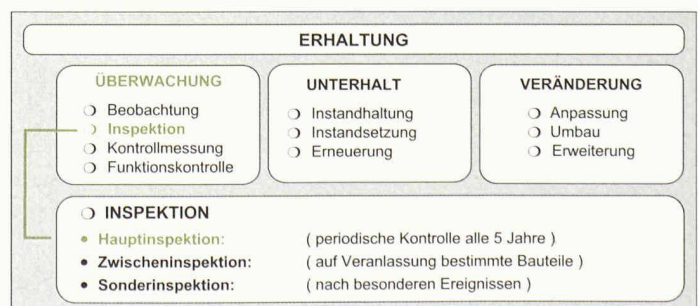 ERHALTUNG
ÜBERWACHUNG
❍ Beobachtung
❍ Inspektion
❍ Kontrollmessung
❍ Funktionskontrolle
UNTERHALT
❍ Instandhaltung
❍ Instandsetzung
❍ Erneuerung
VERÄNDERUNG
❍ Anpassung
❍ Umbau
❍ Erweiterung
❍ INSPEKTION
• Hauptinspektion: ( periodische Kontrolle alle 5 Jahre )
• Zwischeninspektion: ( auf Veranlassung bestimmte Bauteile )
• Sonderinspektion: ( nach besonderen Ereignissen )